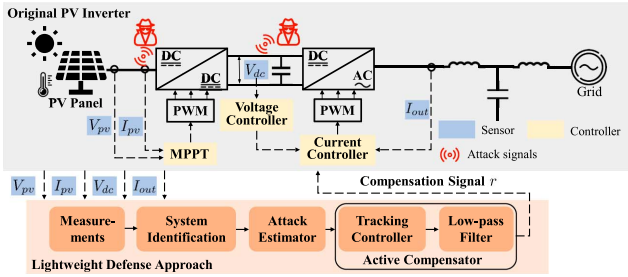 Original PV Inverter
DC
DC
DC
AC
V_dc
PV Panel
PWM
PWM
Grid
V_pv
I_pv
Voltage
Controller
I_out
Sensor
Controller
MPPT
Current
Controller
Attack signals
V_pv
I_pv
V_dc
I_out
Compensation Signal r
Measure-
ments
System
Identification
Attack
Estimator
Tracking
Controller
Low-pass
Filter
Lightweight Defense Approach
Active Compensator